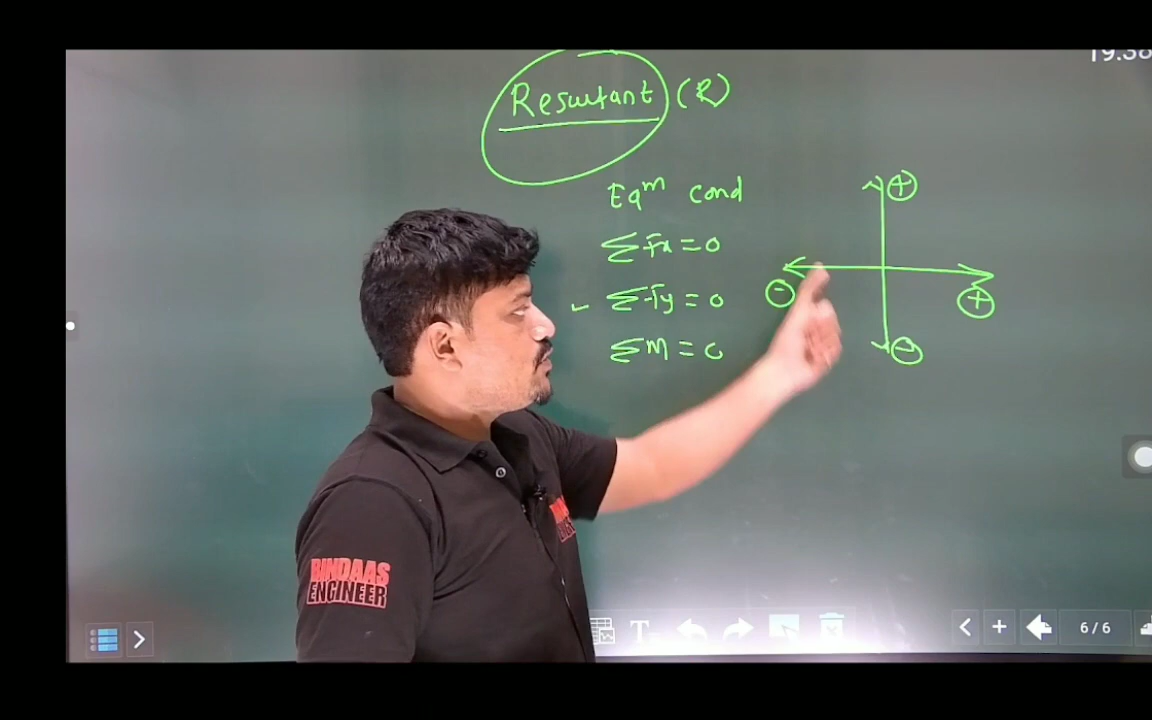 19:38
Resultant (R)
Eqm cond
ΣFx = 0
ΣFy = 0
ΣM = 0
BINDAAS
ENGINEER
T
6/6